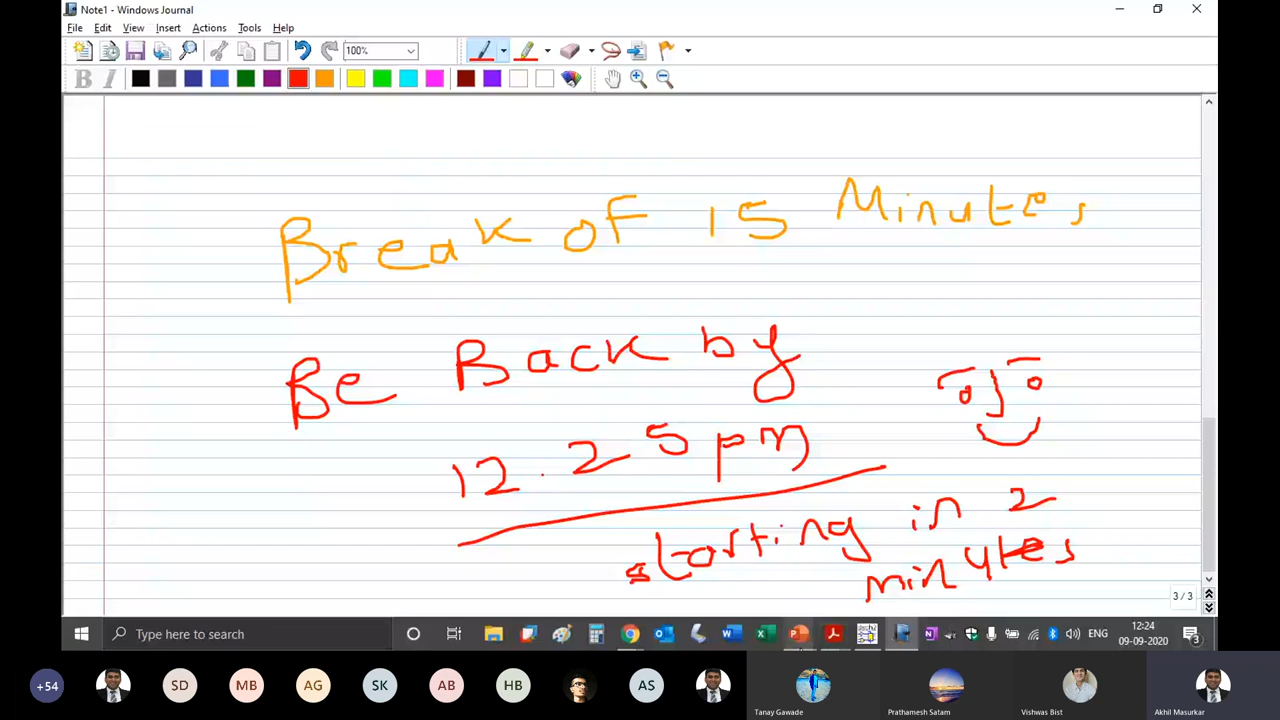 Note1 - Windows Journal
File Edit View Insert Actions Tools Help
100%
B I
Break of 15 Minutes
Be Back by
12.25 pm
starting in 2
minutes
3 / 3
Type here to search
ENG
12:24
09-09-2020
3
+54 SD MB AG SK AB HB AS
Tanay Gawade Prathamesh Satam Vishwas Bist Akhil Masurkar